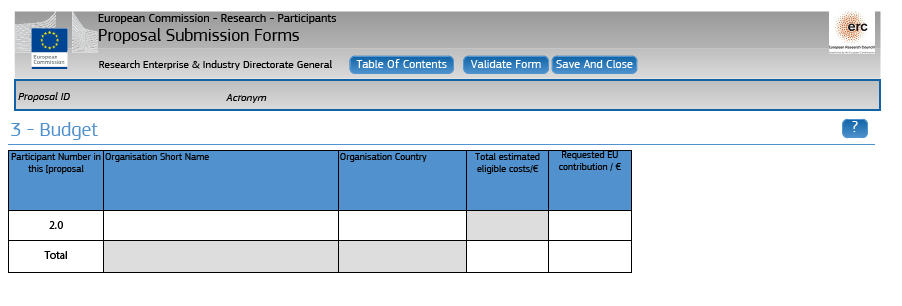 European Commission - Research - Participants
Proposal Submission Forms
European
Commission
erc
European Research Council
Research Enterprise & Industry Directorate General
Table Of Contents
Validate Form
Save And Close
Proposal ID
Acronym
3 - Budget
?
Participant Number in
this [proposal
Organisation Short Name
Organisation Country
Total estimated
eligible costs/€
Requested EU
contribution / €
2.0
Total